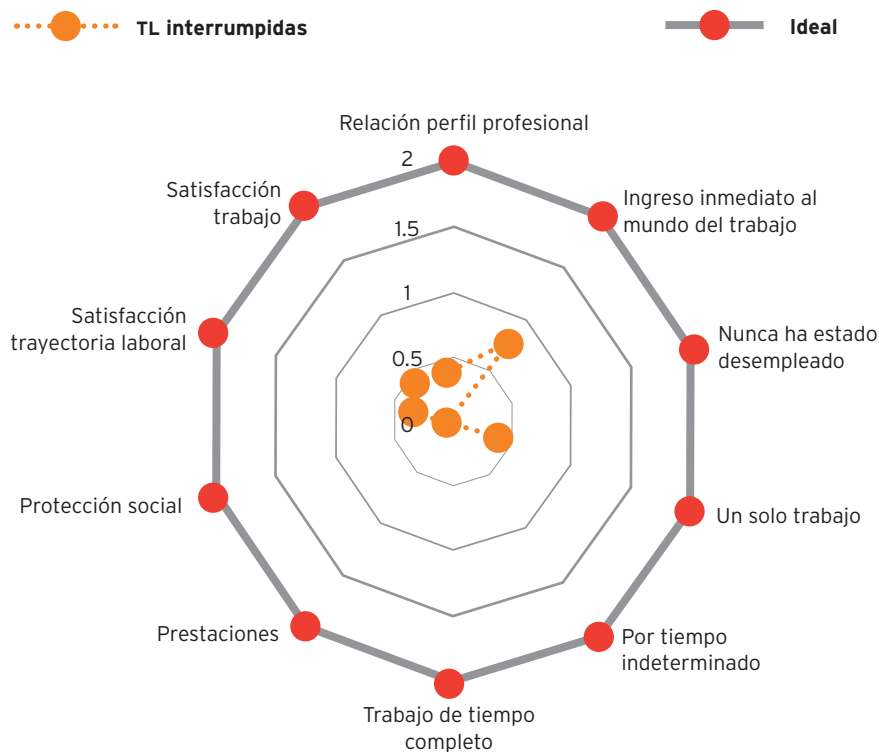 TL interrumpidas
Ideal
Relación perfil profesional
2
Satisfacción
trabajo
Ingreso inmediato al
mundo del trabajo
1.5
1
Satisfacción
trayectoria laboral
Nunca ha estado
desempleado
0.5
0
Protección social
Un solo trabajo
Prestaciones
Por tiempo
indeterminado
Trabajo de tiempo
completo